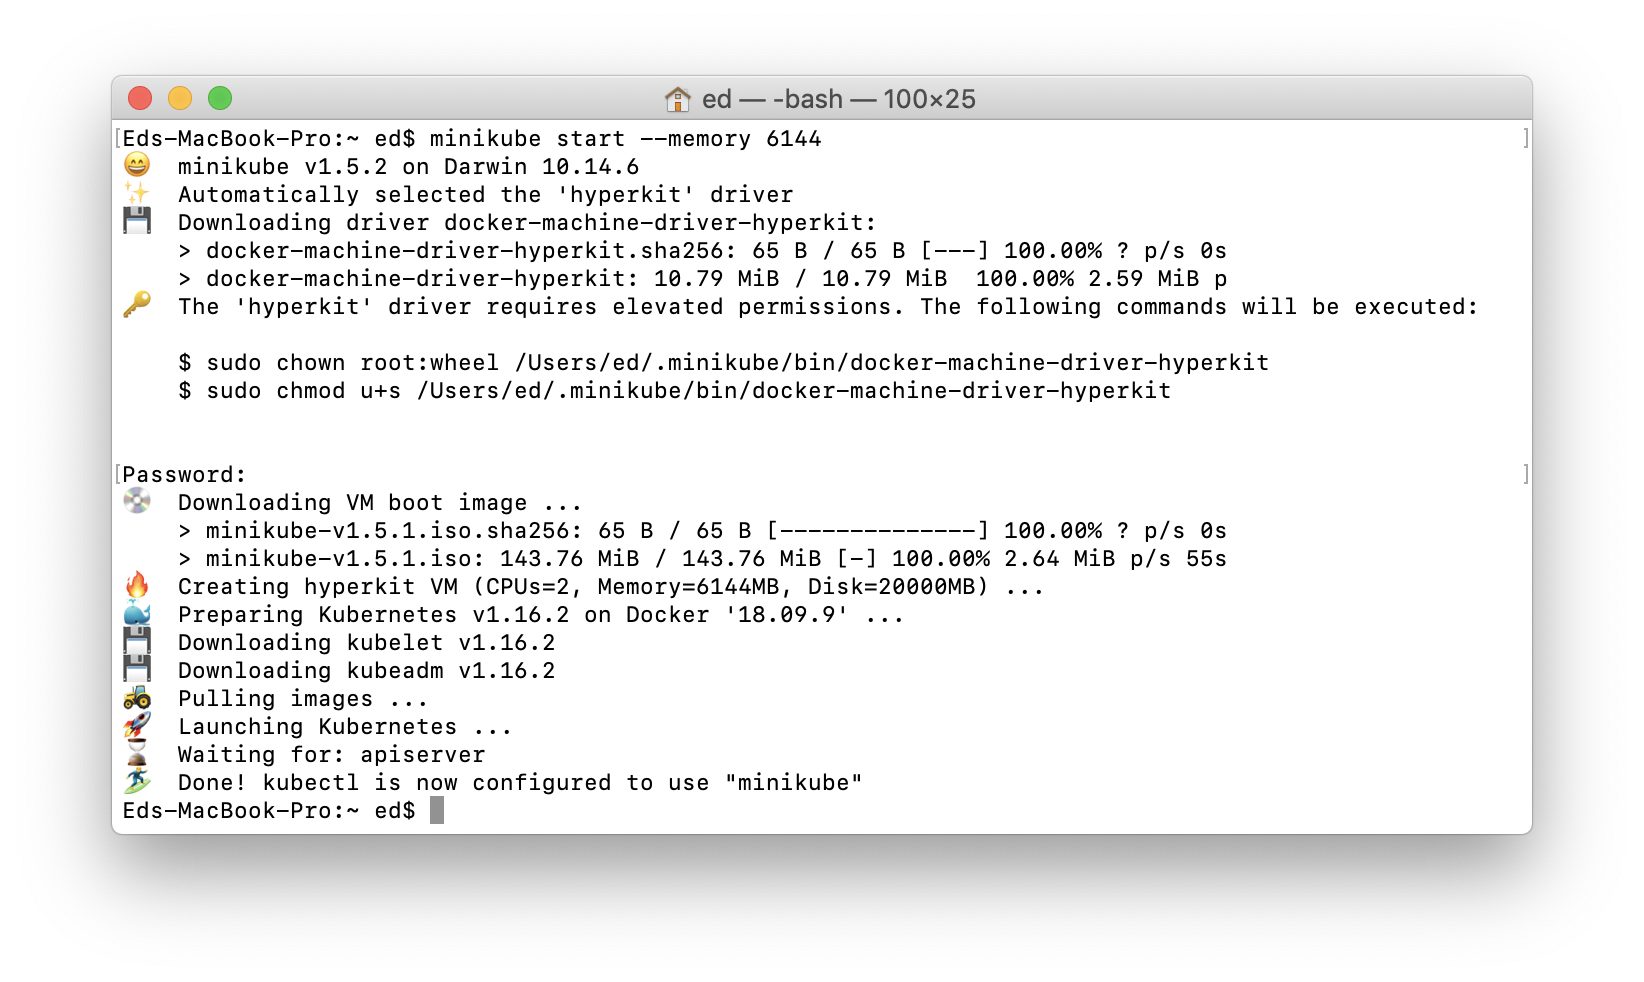 ed — -bash — 100×25
Eds-MacBook-Pro:~ ed$ minikube start --memory 6144
😄  minikube v1.5.2 on Darwin 10.14.6
✨  Automatically selected the 'hyperkit' driver
💾  Downloading driver docker-machine-driver-hyperkit:
    > docker-machine-driver-hyperkit.sha256: 65 B / 65 B [---] 100.00% ? p/s 0s
    > docker-machine-driver-hyperkit: 10.79 MiB / 10.79 MiB  100.00% 2.59 MiB p
🔑  The 'hyperkit' driver requires elevated permissions. The following commands will be executed:
    $ sudo chown root:wheel /Users/ed/.minikube/bin/docker-machine-driver-hyperkit
    $ sudo chmod u+s /Users/ed/.minikube/bin/docker-machine-driver-hyperkit
Password:
💿  Downloading VM boot image ...
    > minikube-v1.5.1.iso.sha256: 65 B / 65 B [--------------] 100.00% ? p/s 0s
    > minikube-v1.5.1.iso: 143.76 MiB / 143.76 MiB [-] 100.00% 2.64 MiB p/s 55s
🔥  Creating hyperkit VM (CPUs=2, Memory=6144MB, Disk=20000MB) ...
🐳  Preparing Kubernetes v1.16.2 on Docker '18.09.9' ...
💾  Downloading kubelet v1.16.2
💾  Downloading kubeadm v1.16.2
🚜  Pulling images ...
🚀  Launching Kubernetes ...
⌛  Waiting for: apiserver
🏄  Done! kubectl is now configured to use "minikube"
Eds-MacBook-Pro:~ ed$